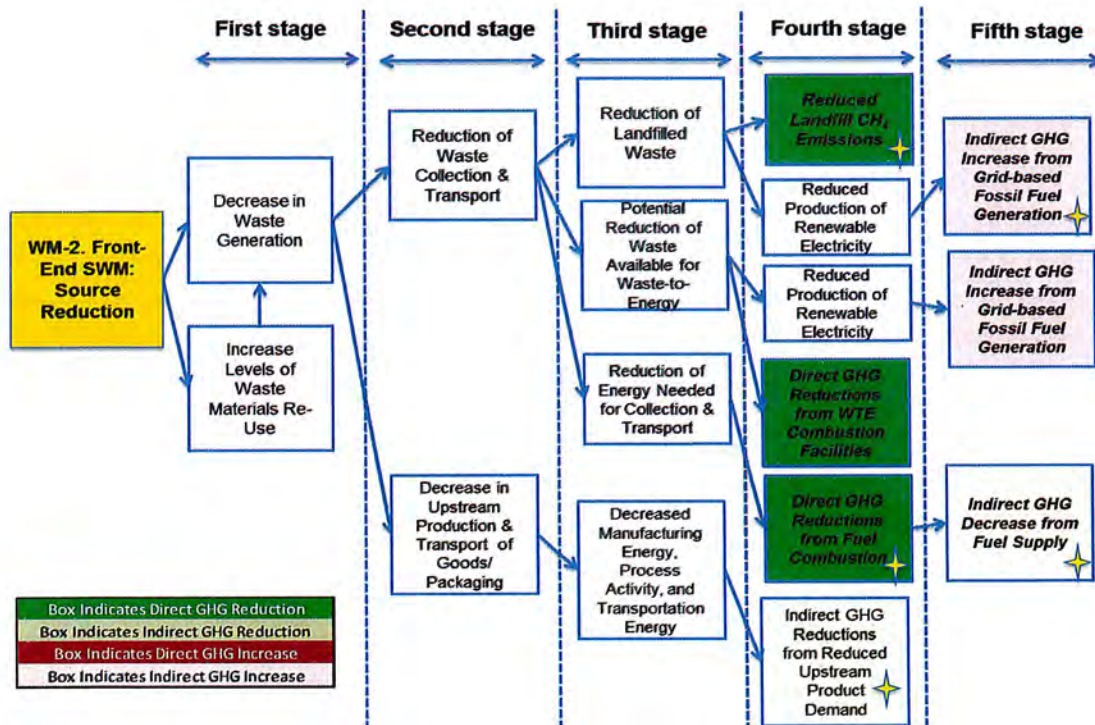 First stage
Second stage
Third stage
Fourth stage
Fifth stage
WM-2. Front-
End SWM:
Source
Reduction
Decrease in
Waste
Generation
Increase
Levels of
Waste
Materials Re-
Use
Reduction of
Waste
Collection &
Transport
Decrease in
Upstream
Production &
Transport of
Goods/
Packaging
Reduction of
Landfilled
Waste
Potential
Reduction of
Waste
Available for
Waste-to-
Energy
Reduction of
Energy Needed
for Collection &
Transport
Decreased
Manufacturing
Energy,
Process
Activity, and
Transportation
Energy
Reduced
Landfill CH₄
Emissions
Reduced
Production of
Renewable
Electricity
Reduced
Production of
Renewable
Electricity
Direct GHG
Reductions
from WTE
Combustion
Facilities
Direct GHG
Reductions
from Fuel
Combustion
Indirect GHG
Reductions
from Reduced
Upstream
Product
Demand
Indirect GHG
Increase from
Grid-based
Fossil Fuel
Generation
Indirect GHG
Increase from
Grid-based
Fossil Fuel
Generation
Indirect GHG
Decrease from
Fuel Supply
Box Indicates Direct GHG Reduction
Box Indicates Indirect GHG Reduction
Box Indicates Direct GHG Increase
Box Indicates Indirect GHG Increase